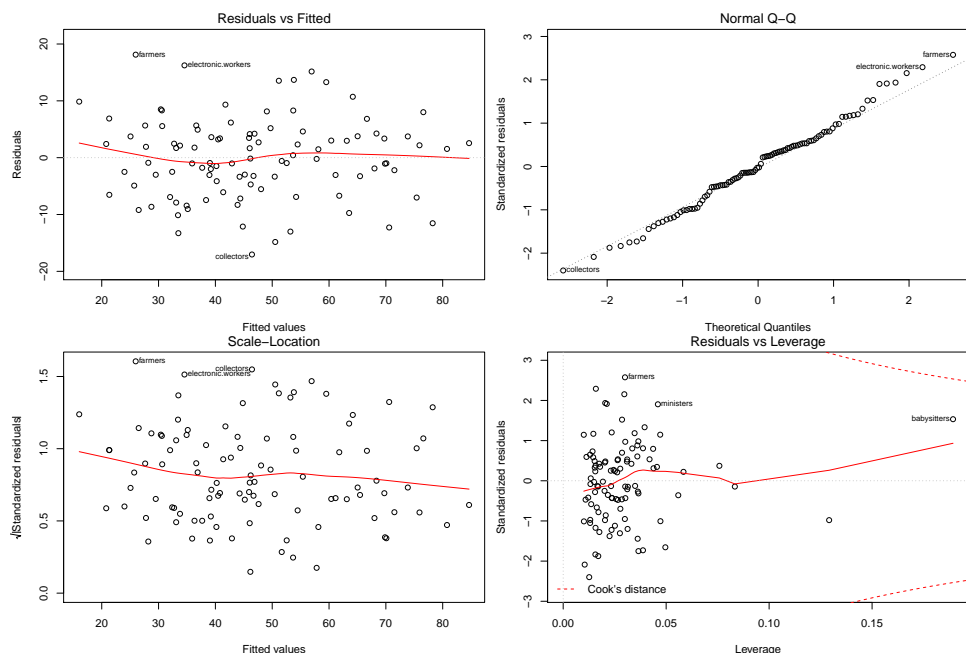 Residuals vs Fitted
Residuals
20
10
0
−10
−20
farmers
electronic.workers
collectors
20 30 40 50 60 70 80
Fitted values
Normal Q−Q
Standardized residuals
3
2
1
0
−1
−2
farmers
electronic.workers
collectors
−2 −1 0 1 2
Theoretical Quantiles
Scale−Location
√|Standardized residuals|
1.5
1.0
0.5
0.0
farmers
collectors
electronic.workers
20 30 40 50 60 70 80
Fitted values
Residuals vs Leverage
Standardized residuals
3
2
1
0
−1
−2
−3
farmers
ministers
babysitters
Cook's distance
0.00 0.05 0.10 0.15
Leverage